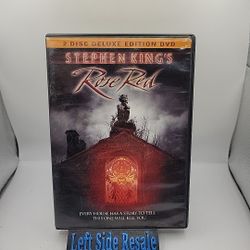 2-DISC DELUXE EDITION DVD
STEPHEN KING'S
Rose Red
EVERY HOUSE HAS A STORY TO TELL
THIS ONE WILL KILL YOU
Left Side Resale